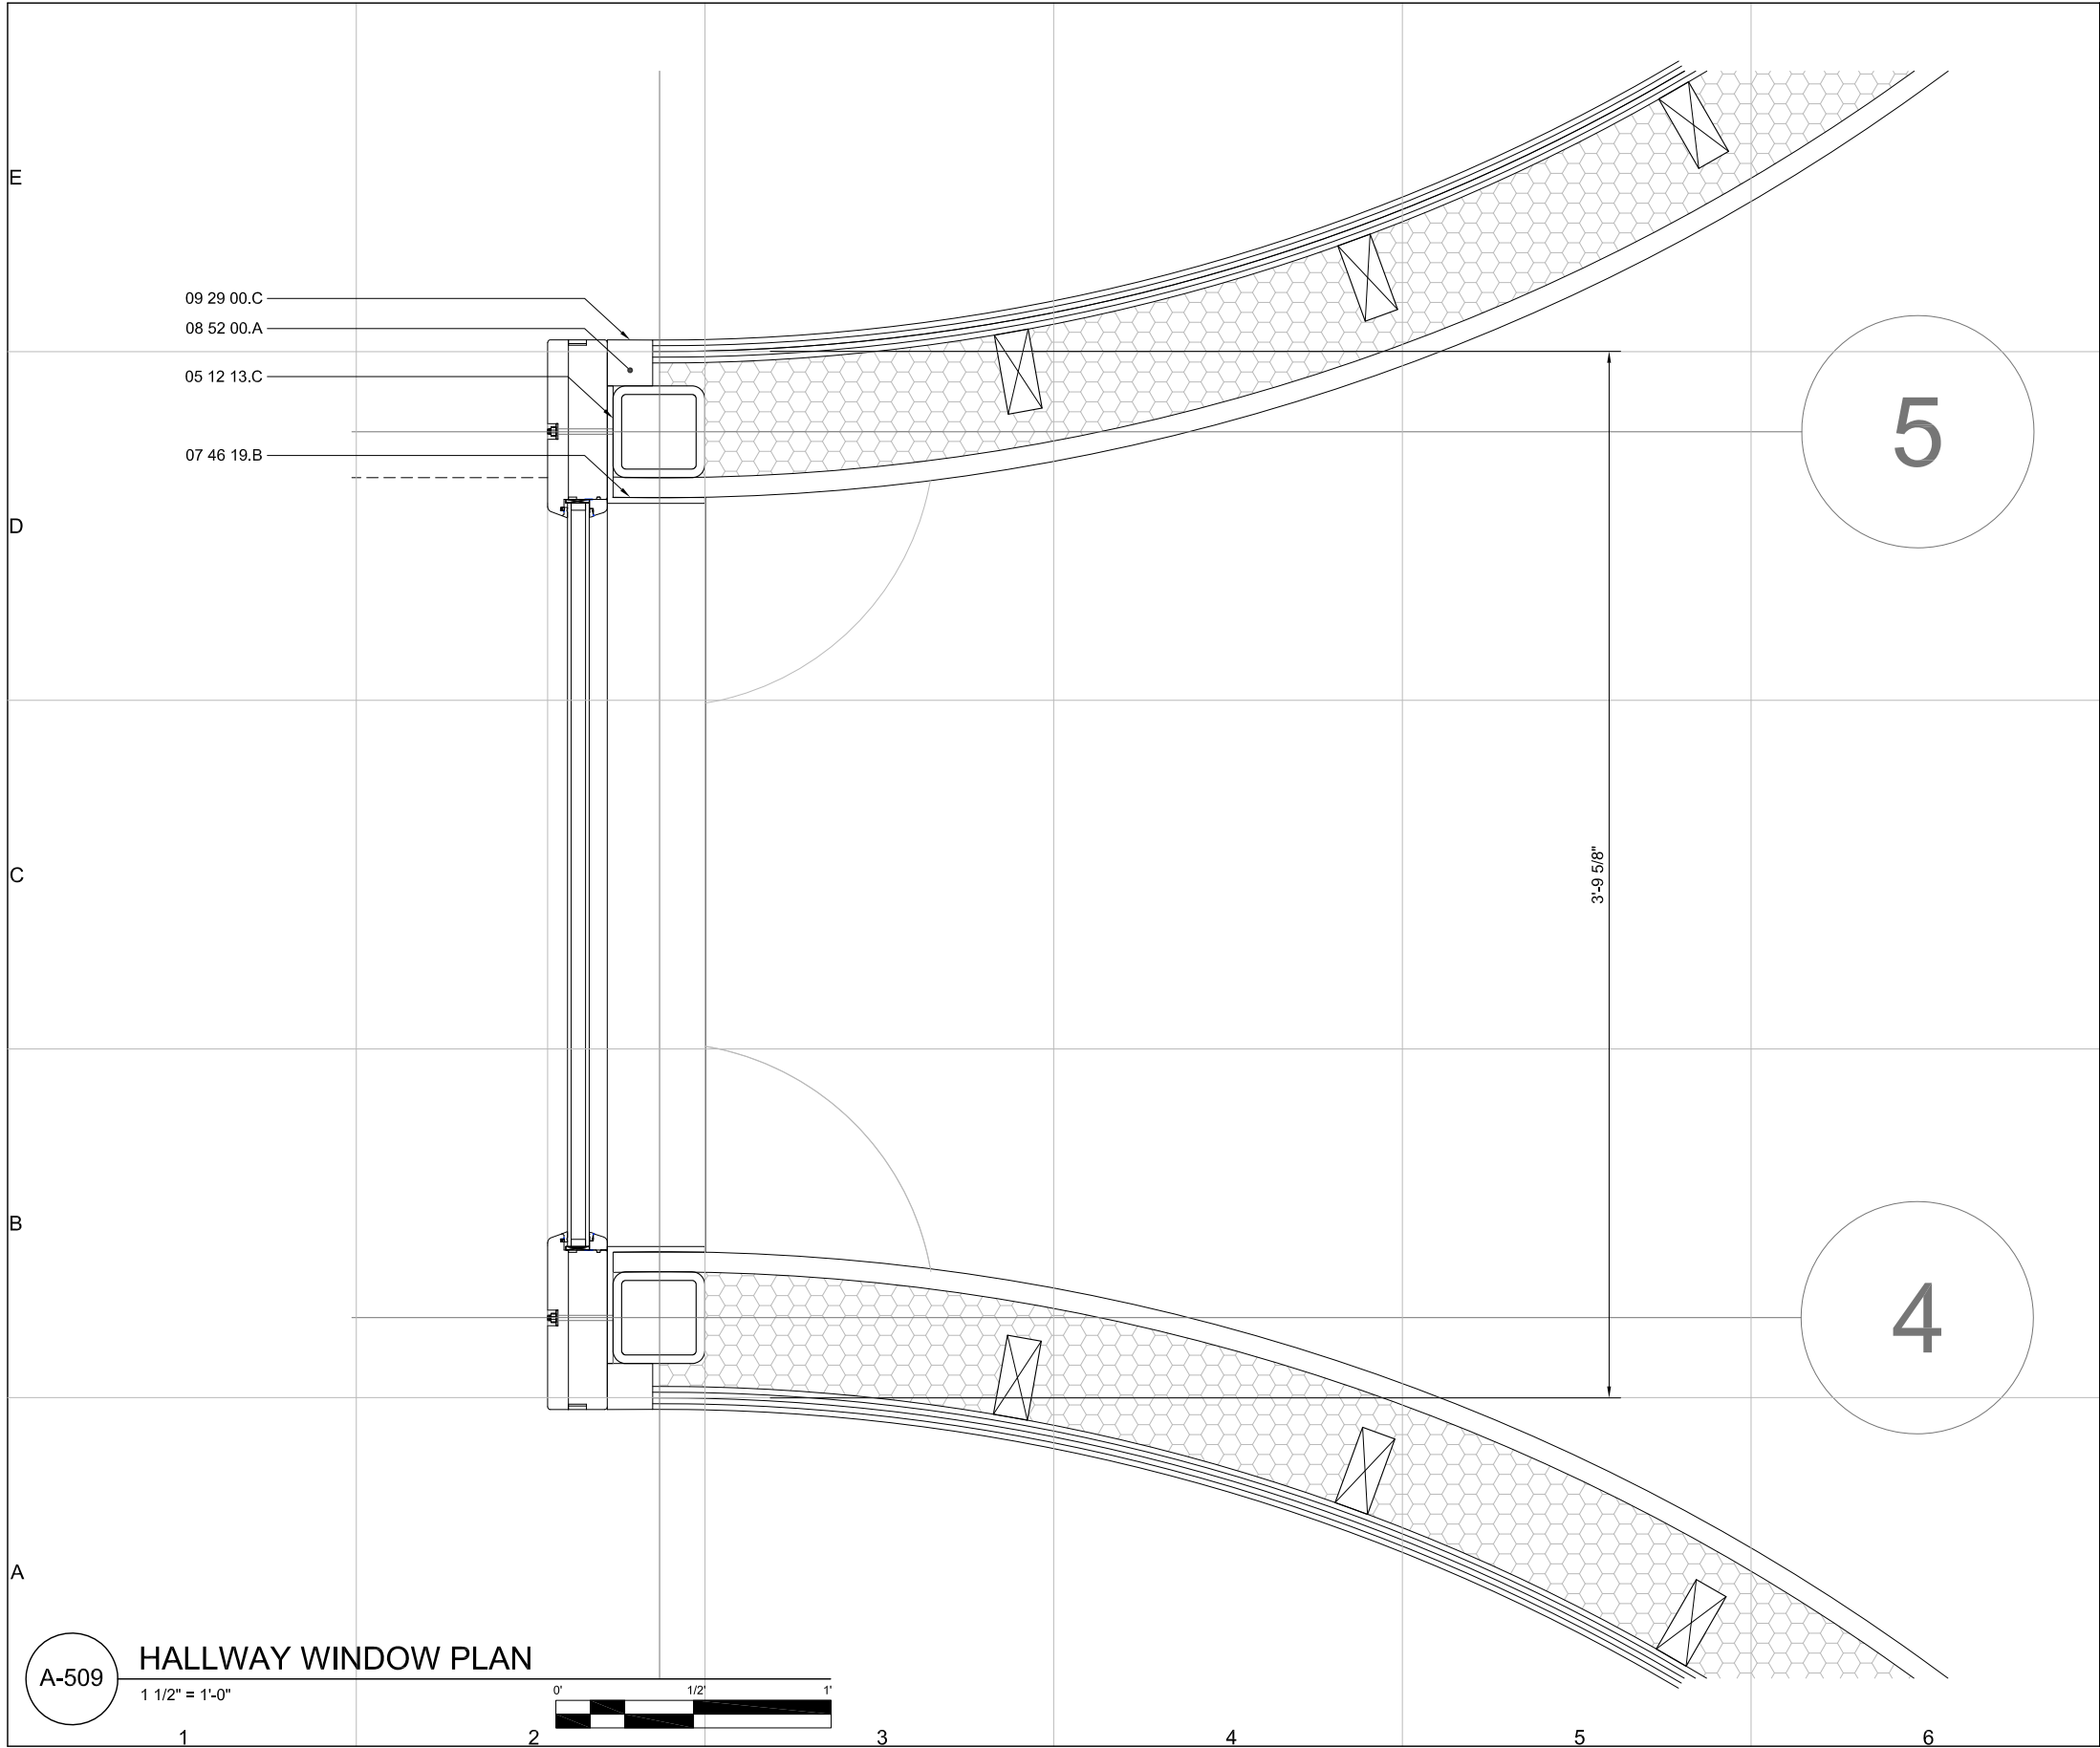 E
09 29 00.C
08 52 00.A
05 12 13.C
07 46 19.B
5
D
C
3'-9 5/8"
B
4
A
A-509
HALLWAY WINDOW PLAN
1 1/2" = 1'-0"
0' 1/2' 1'
1 2 3 4 5 6